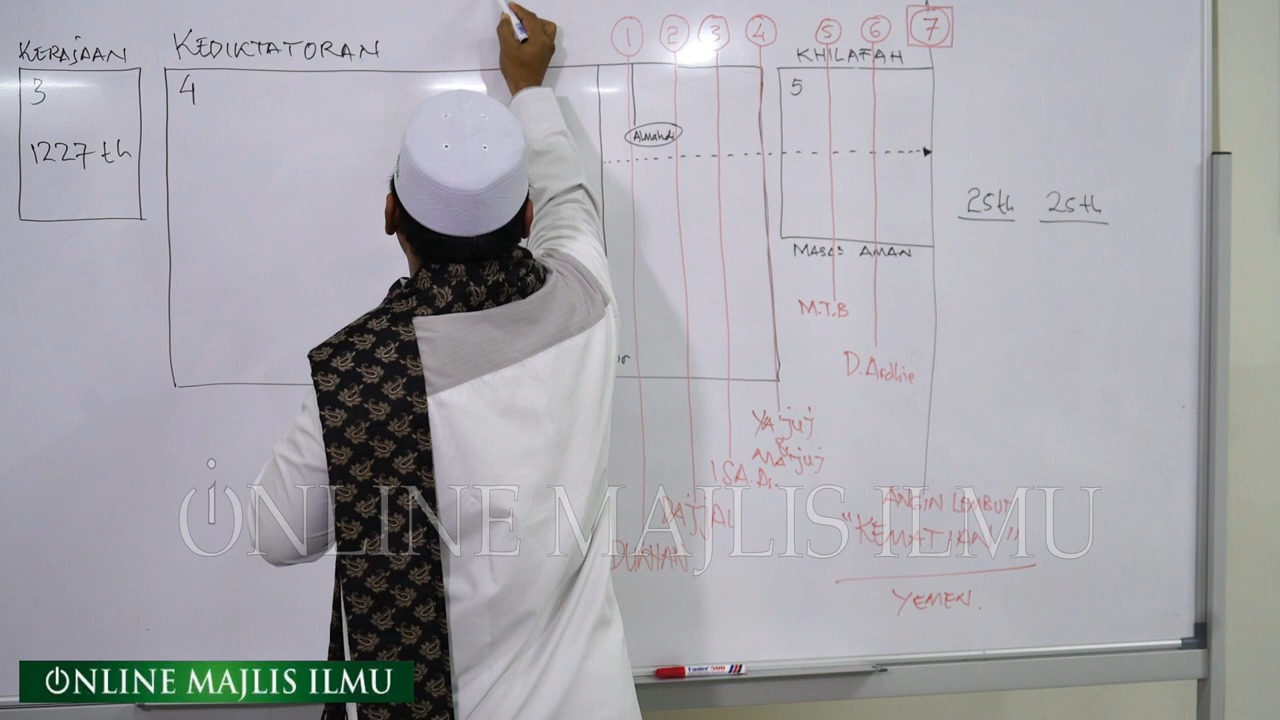 KERAJAAN
3
1227 th
KEDIKTATORAN
4
1
2
3
4
5
6
7
KHILAFAH
5
Almahdi
25th 25th
MASA AMAN
M.T.B
D. Ardhie
Ya'juj
&
Ma'juj
ISA. As.
DAJJAL
DUKHAN
ANGIN LEMBUT
"KEMATIAN"
YEMEN.
ONLINE MAJLIS ILMU
ONLINE MAJLIS ILMU